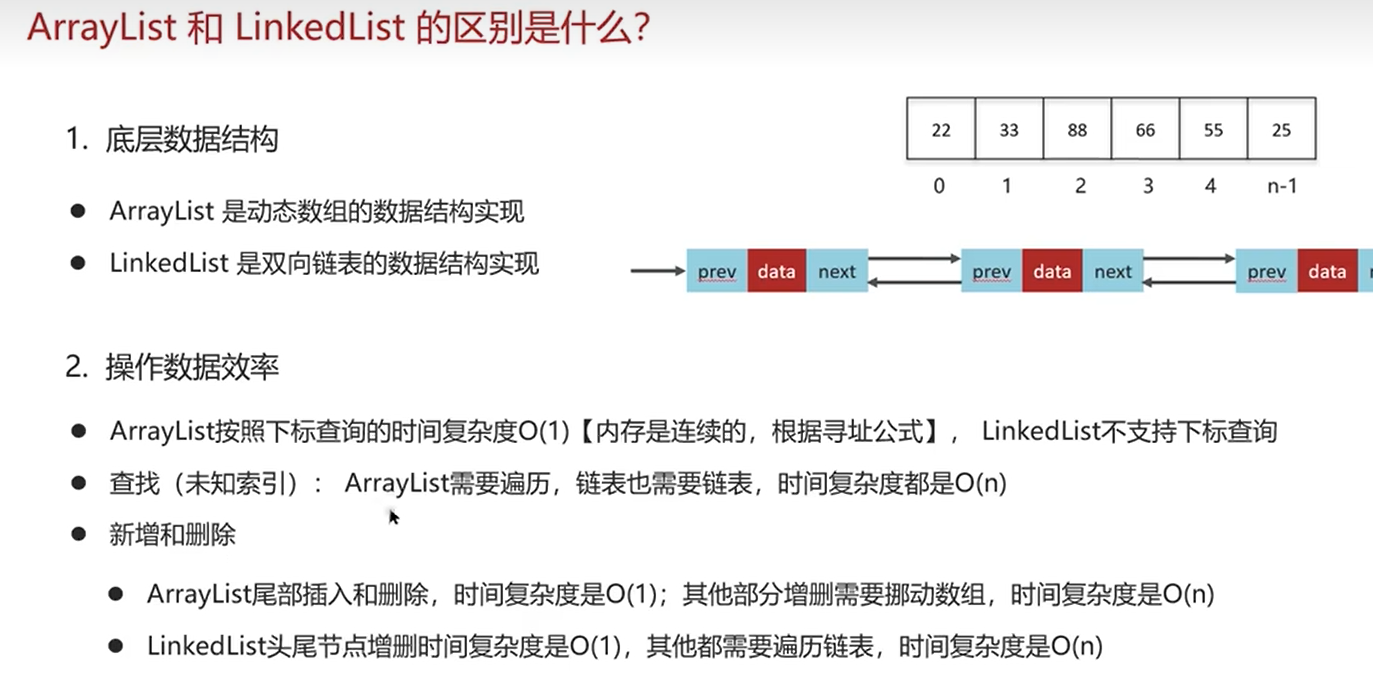 ArrayList 和 LinkedList 的区别是什么?
1. 底层数据结构
22 33 88 66 55 25
0 1 2 3 4 n-1
● ArrayList 是动态数组的数据结构实现
● LinkedList 是双向链表的数据结构实现
prev data next prev data next prev data
2. 操作数据效率
● ArrayList按照下标查询的时间复杂度O(1)【内存是连续的，根据寻址公式】， LinkedList不支持下标查询
● 查找（未知索引）： ArrayList需要遍历，链表也需要链表，时间复杂度都是O(n)
● 新增和删除
● ArrayList尾部插入和删除，时间复杂度是O(1)；其他部分增删需要挪动数组，时间复杂度是O(n)
● LinkedList头尾节点增删时间复杂度是O(1)，其他都需要遍历链表，时间复杂度是O(n)